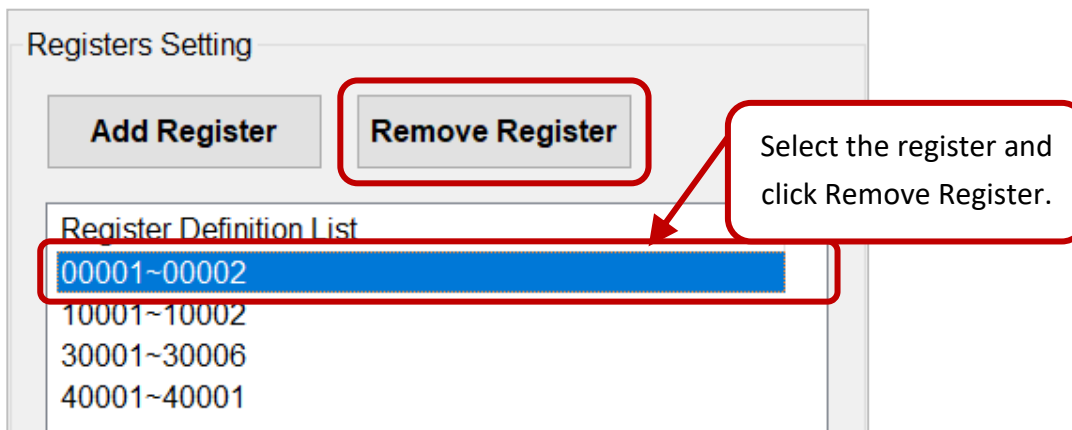 Registers Setting
Add Register
Remove Register
Select the register and
click Remove Register.
Register Definition List
00001~00002
10001~10002
30001~30006
40001~40001